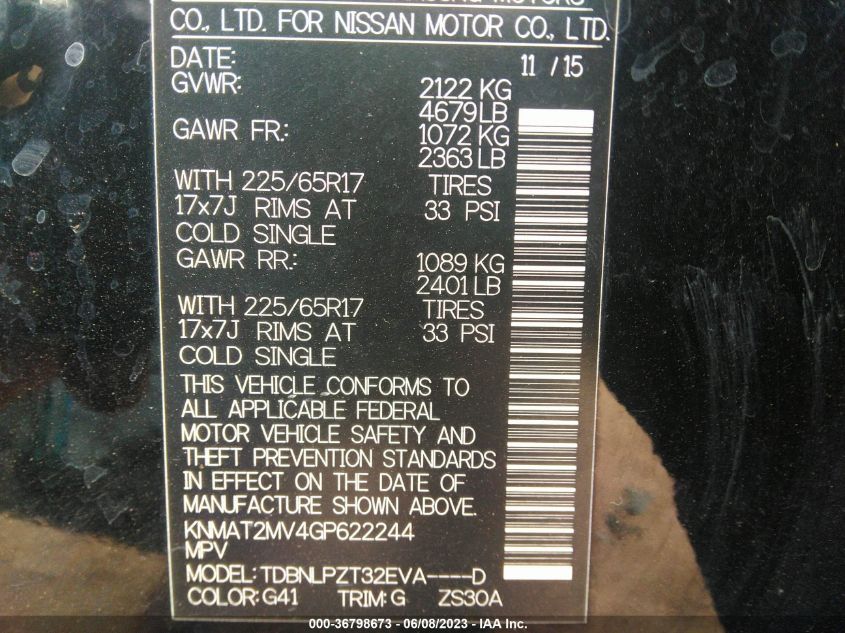 MOTORS
CO., LTD. FOR NISSAN MOTOR CO., LTD.
DATE: 11 / 15
GVWR: 2122 KG
4679 LB
GAWR FR.: 1072 KG
2363 LB
WITH 225/65R17 TIRES
17x7J RIMS AT 33 PSI
COLD SINGLE
GAWR RR.: 1089 KG
2401 LB
WITH 225/65R17 TIRES
17x7J RIMS AT 33 PSI
COLD SINGLE
THIS VEHICLE CONFORMS TO
ALL APPLICABLE FEDERAL
MOTOR VEHICLE SAFETY AND
THEFT PREVENTION STANDARDS
IN EFFECT ON THE DATE OF
MANUFACTURE SHOWN ABOVE.
KNMAT2MV4GP622244
MPV
MODEL: TDBNLPZT32EVA----D
COLOR: G41 TRIM: G ZS30A
000-36798673 - 06/08/2023 - IAA Inc.